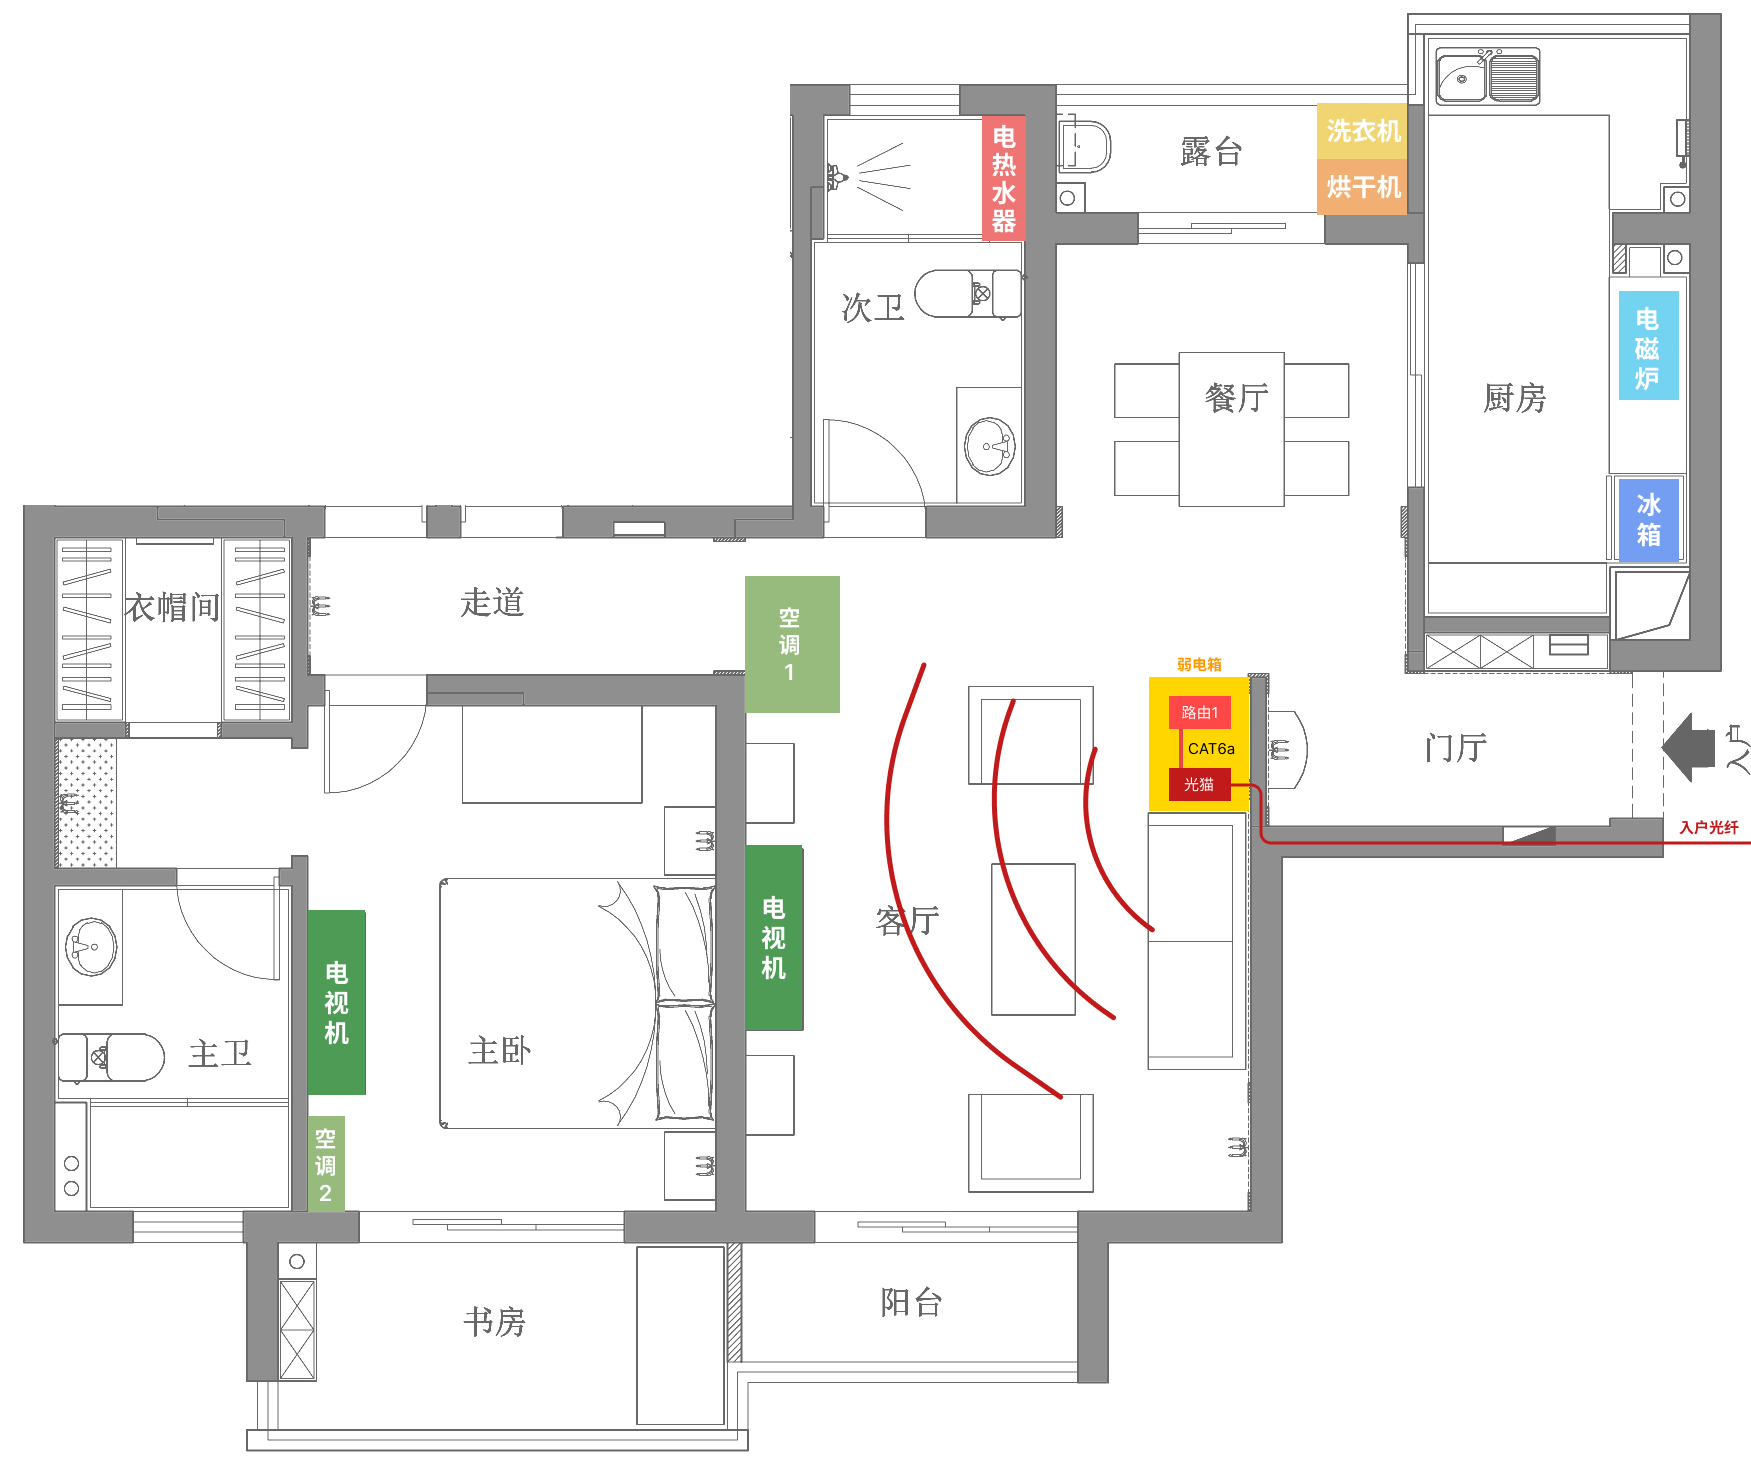 洗衣机
烘干机
露台
电热水器
次卫
餐厅
厨房
电磁炉
冰箱
衣帽间
走道
空调1
弱电箱
路由1
CAT6a
光猫
门厅
入户
入户光纤
电视机
客厅
电视机
主卧
主卫
空调2
书房
阳台